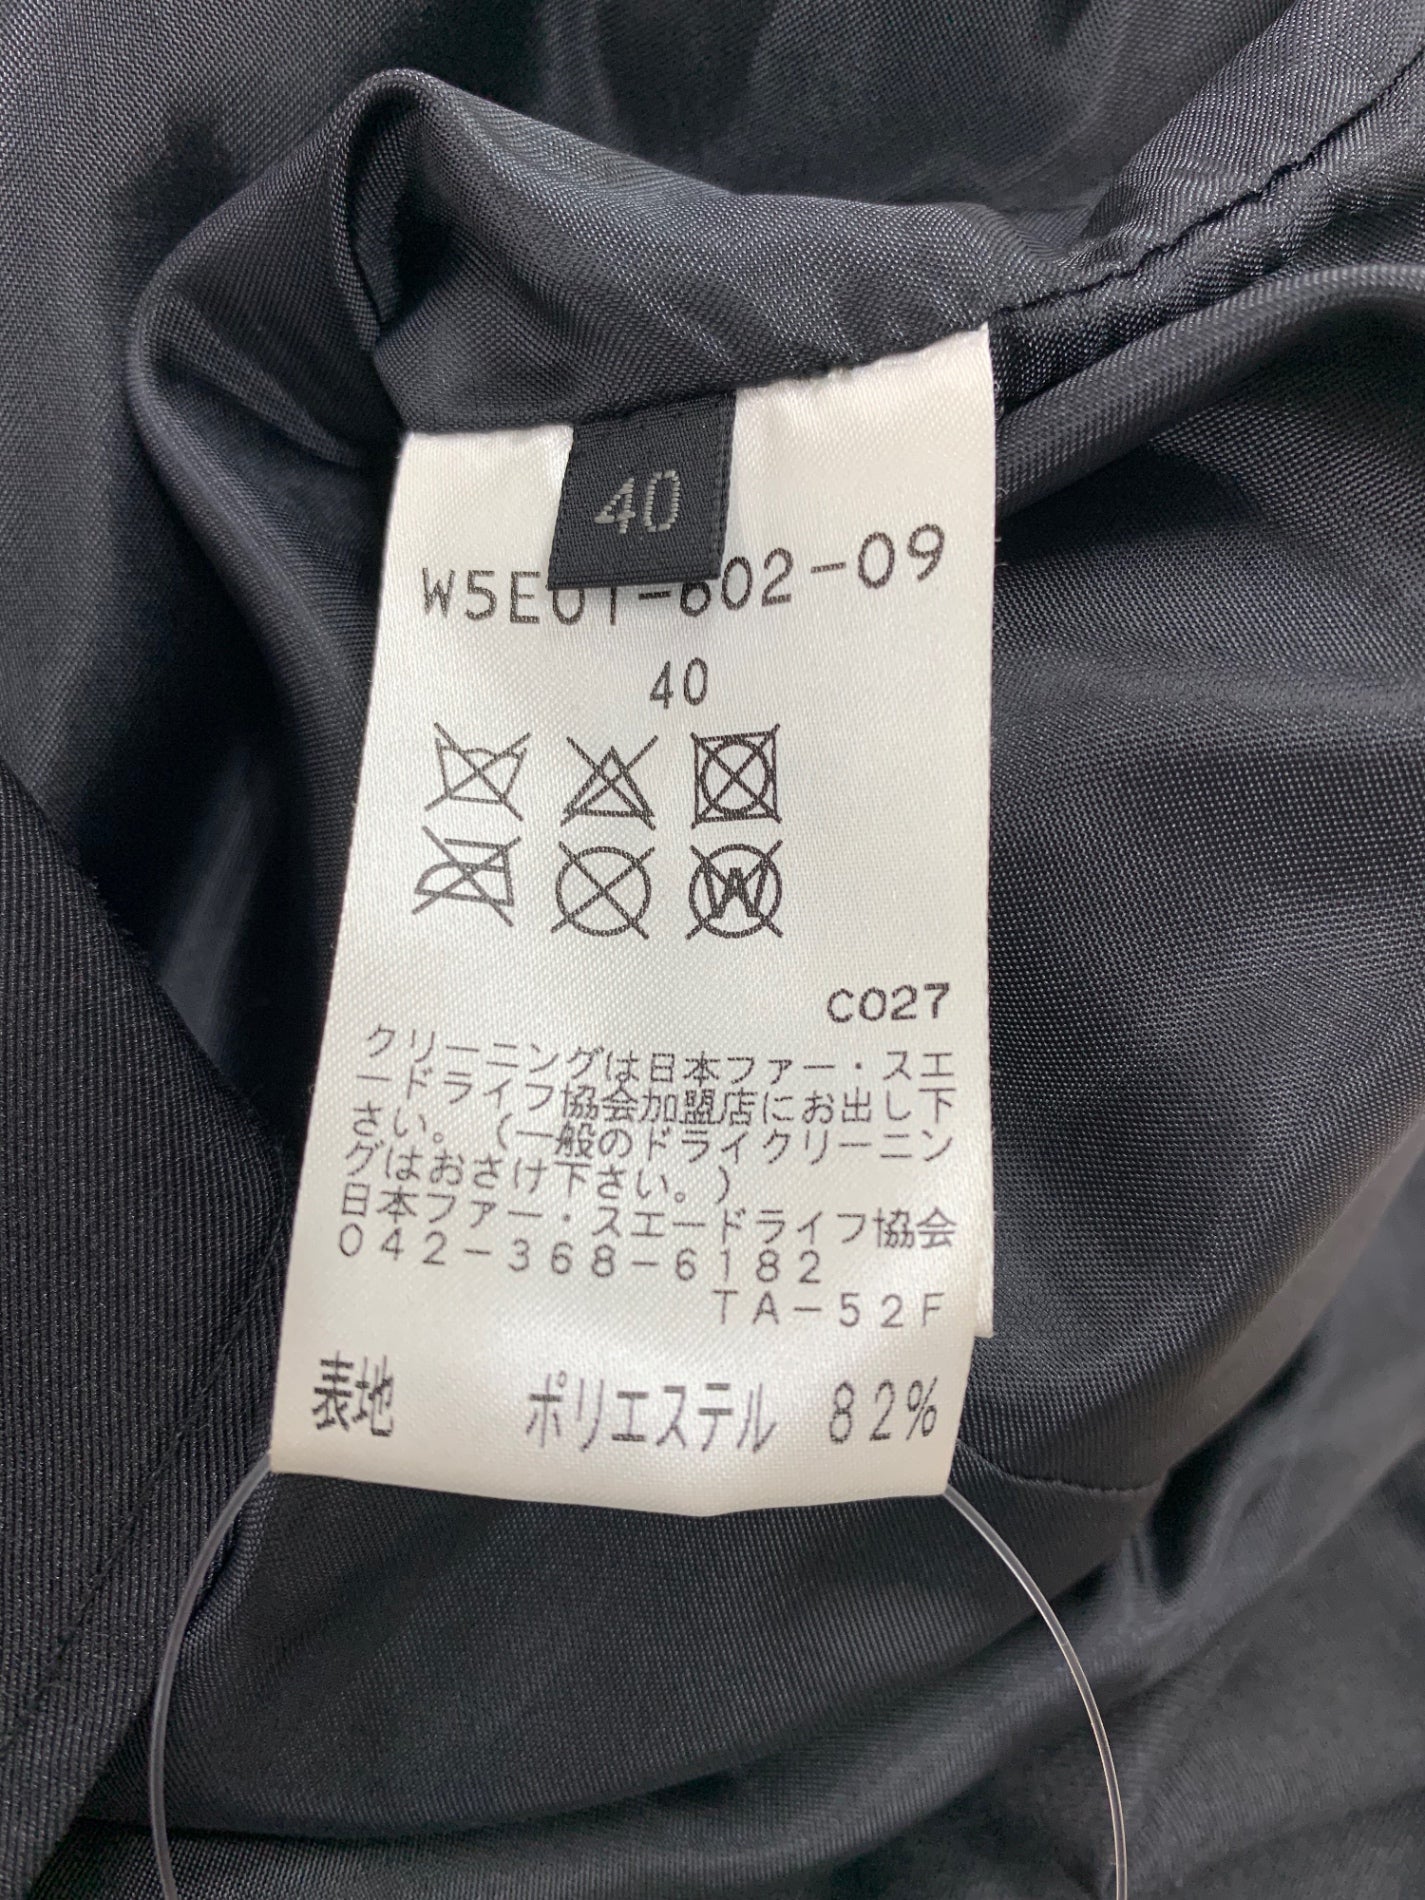 40
W5E01-602-09
40
C027
クリーニングは日本ファー・スエ
ードライフ協会加盟店にお出し下
さい。(一般のドライクリーニン
グはおさけ下さい。)
日本ファー・スエードライフ協会
042-368-6182
TA-52F
表地 ポリエステル 82%